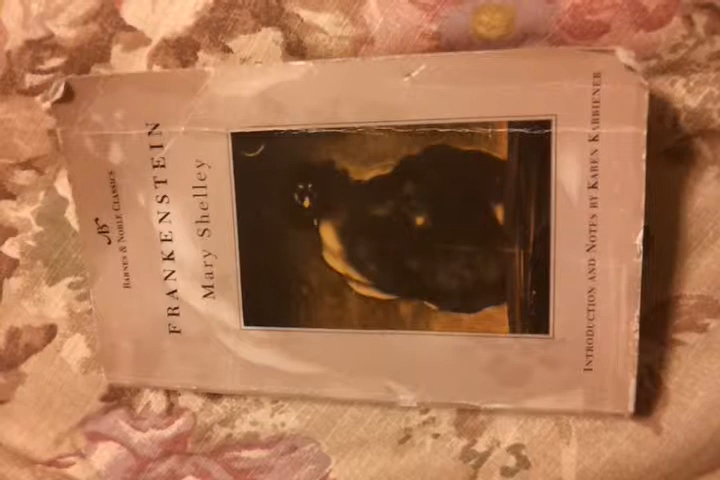 BARNES & NOBLE CLASSICS
FRANKENSTEIN
Mary Shelley
INTRODUCTION AND NOTES BY KAREN KARBIENER